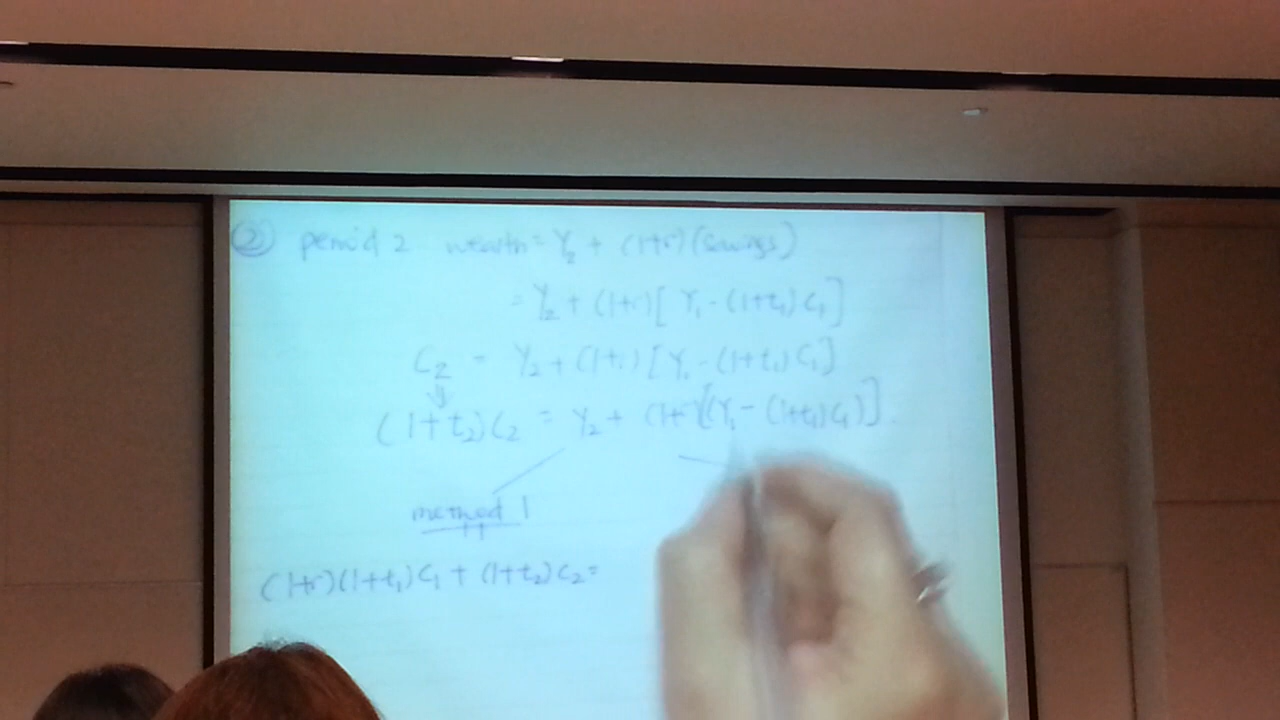 ② period 2 wealth = Y₂ + (1+r)(savings)
= Y₂ + (1+r)[Y₁ - (1+t₁)C₁]
C₂ = Y₂ + (1+r)[Y₁ - (1+t₁)C₁]
⇓
(1+t₂)C₂ = Y₂ + (1+r)[(Y₁ - (1+t₁)C₁)].
method 1
(1+r)(1+t₁)C₁ + (1+t₂)C₂ =